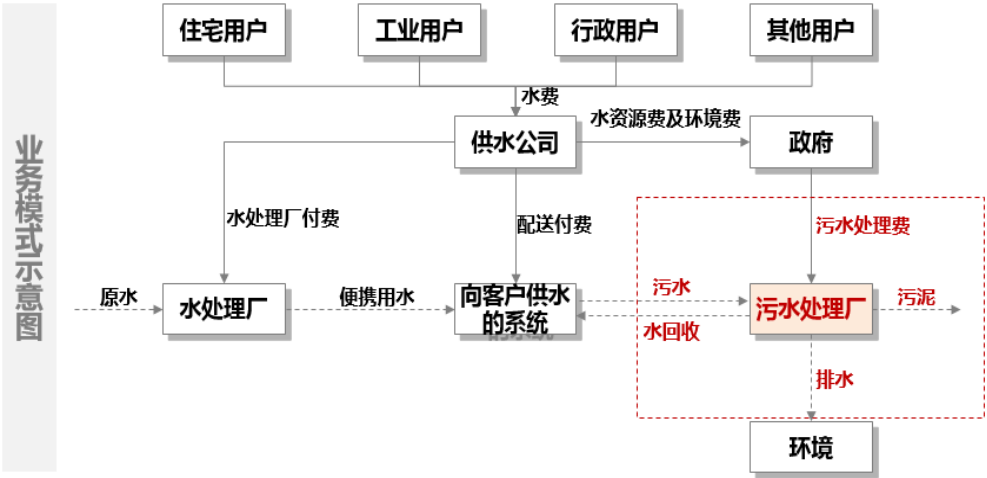 业务模式示意图
住宅用户
工业用户
行政用户
其他用户
水费
供水公司
水资源费及环境费
政府
水处理厂付费
配送付费
污水处理费
原水
水处理厂
便携用水
向客户供水
的系统
污水
水回收
污水处理厂
污泥
排水
环境